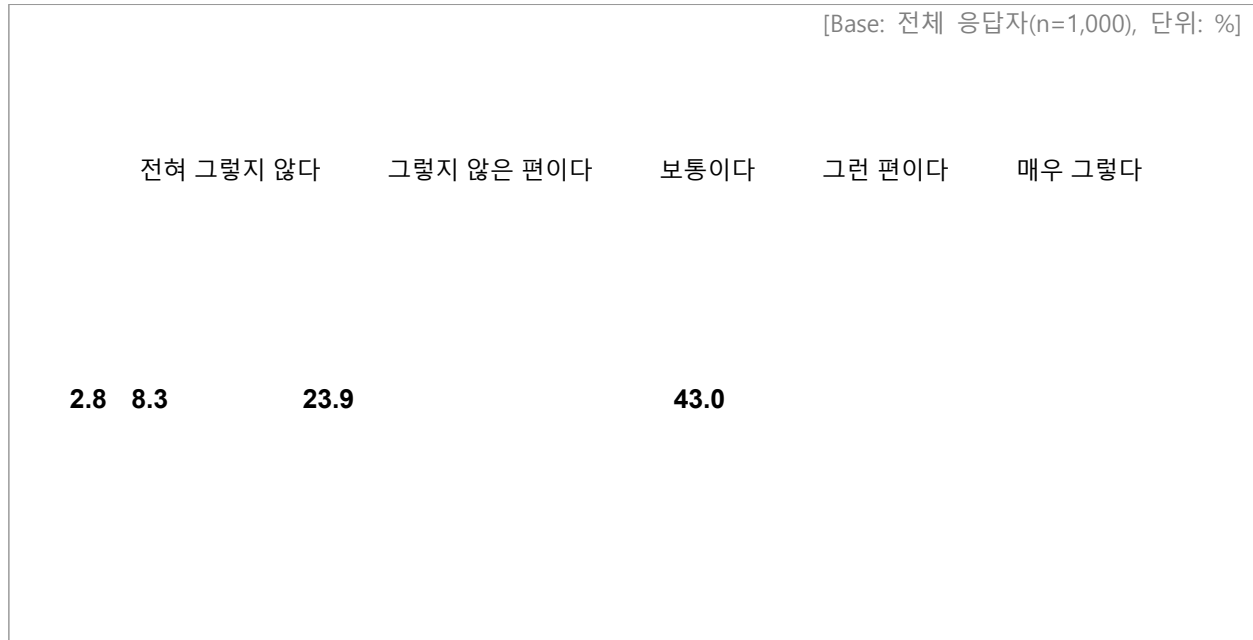 [Base: 전체 응답자(n=1,000), 단위: %]
전혀 그렇지 않다 그렇지 않은 편이다 보통이다 그런 편이다 매우 그렇다
2.8 8.3 23.9 43.0